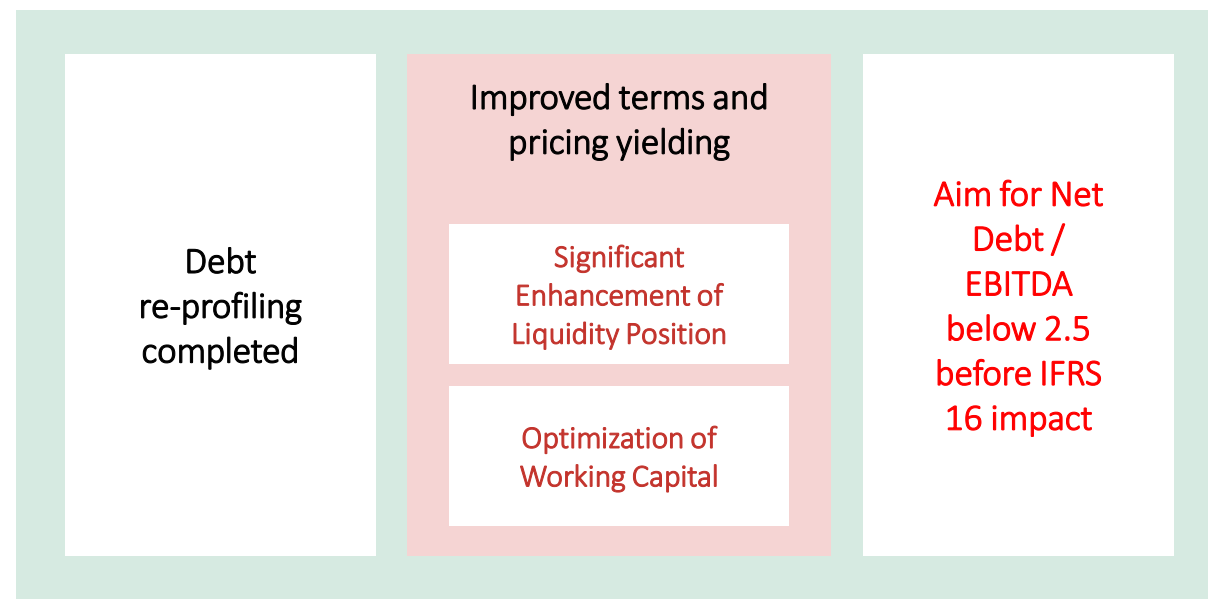 Debt
re-profiling
completed
Improved terms and
pricing yielding
Significant
Enhancement of
Liquidity Position
Optimization of
Working Capital
Aim for Net
Debt /
EBITDA
below 2.5
before IFRS
16 impact